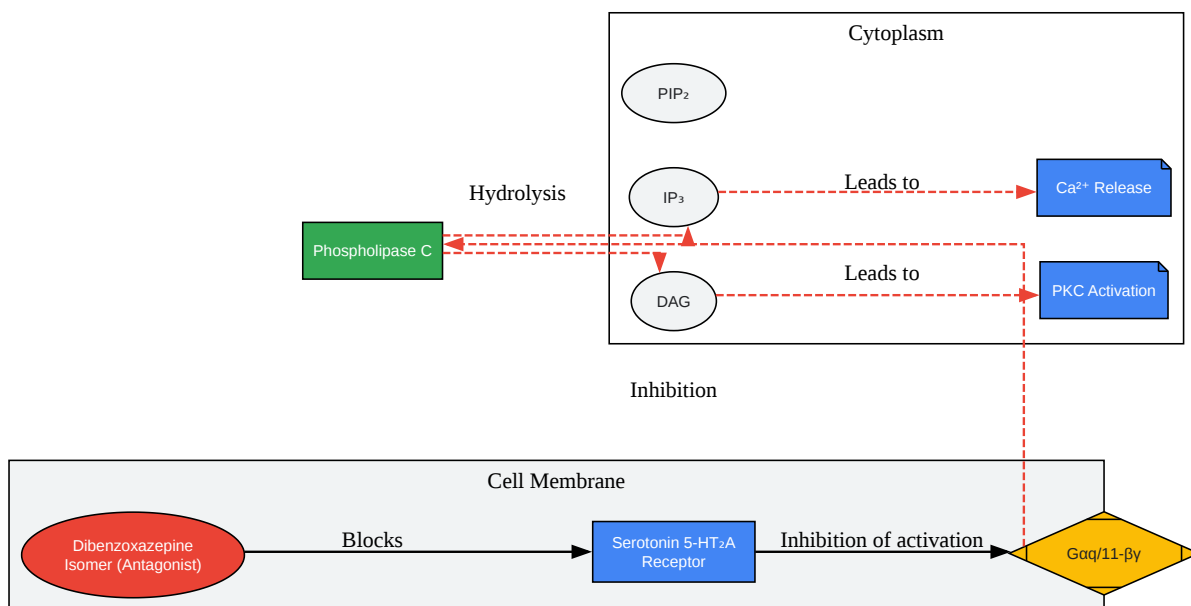 Cytoplasm
PIP₂
Hydrolysis
IP₃
Leads to
Ca²⁺ Release
Phospholipase C
DAG
Leads to
PKC Activation
Inhibition
Cell Membrane
Dibenzoxazepine
Isomer (Antagonist)
Blocks
Serotonin 5-HT₂A
Receptor
Inhibition of activation
Gαq/11-βγ